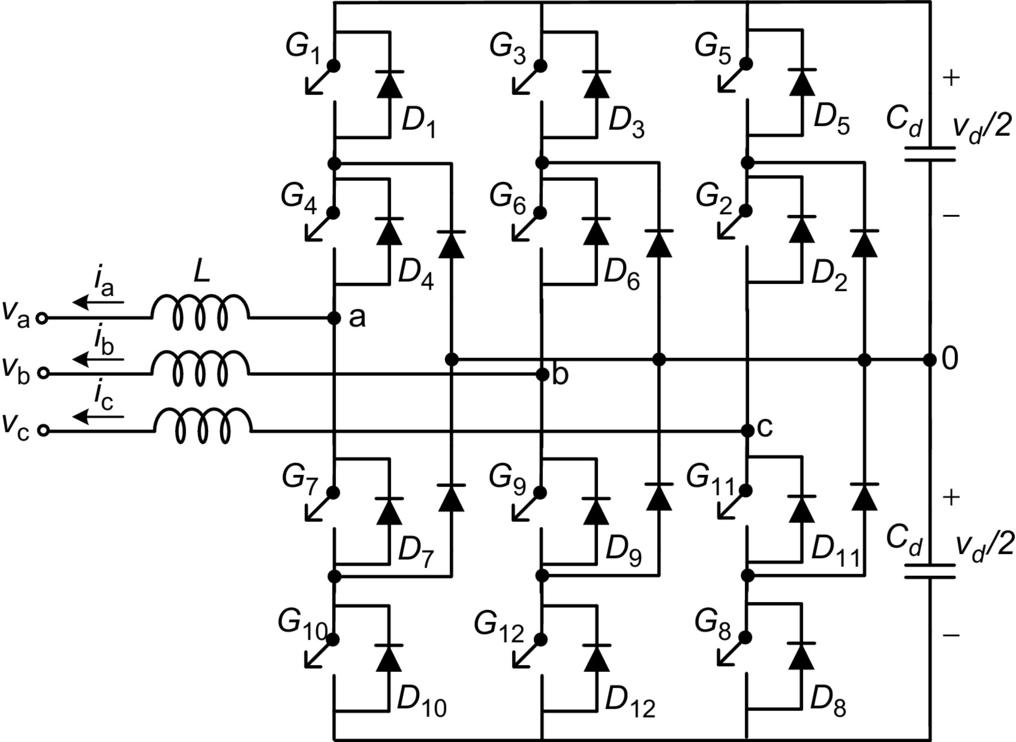 G1 G3 G5
D1 D3 D5
Cd vd/2
+
−
G4 G6 G2
D4 D6 D2
L
ia
va a
ib
vb b 0
ic
vc c
G7 G9 G11
D7 D9 D11
+
Cd vd/2
−
G10 G12 G8
D10 D12 D8